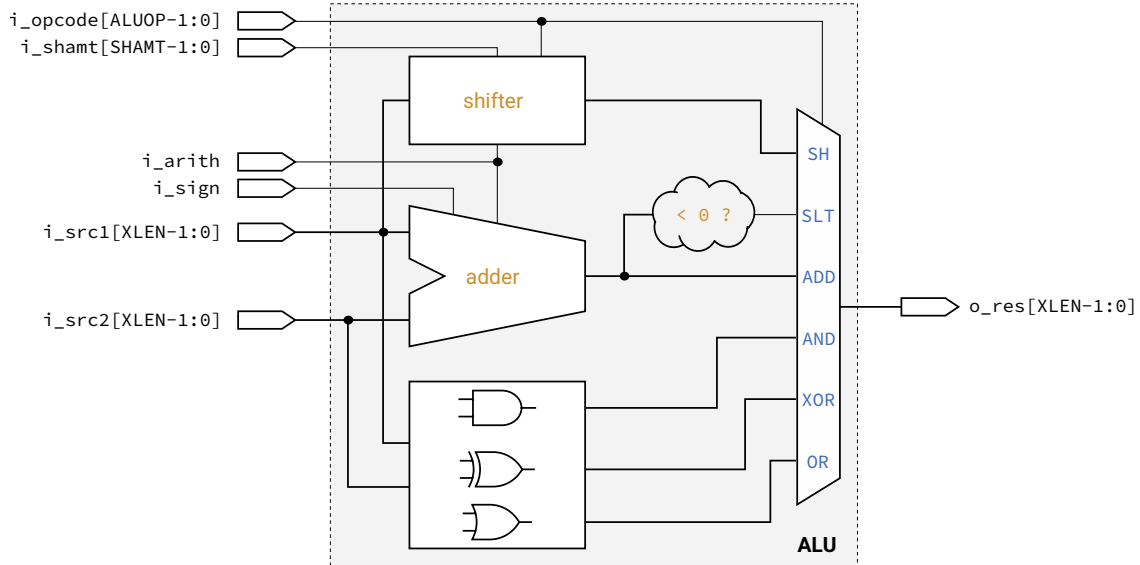 i_opcode[ALUOP-1:0]
i_shamt[SHAMT-1:0]
shifter
i_arith
SH
i_sign
< 0 ?
SLT
i_src1[XLEN-1:0]
adder
ADD
o_res[XLEN-1:0]
i_src2[XLEN-1:0]
AND
XOR
OR
ALU